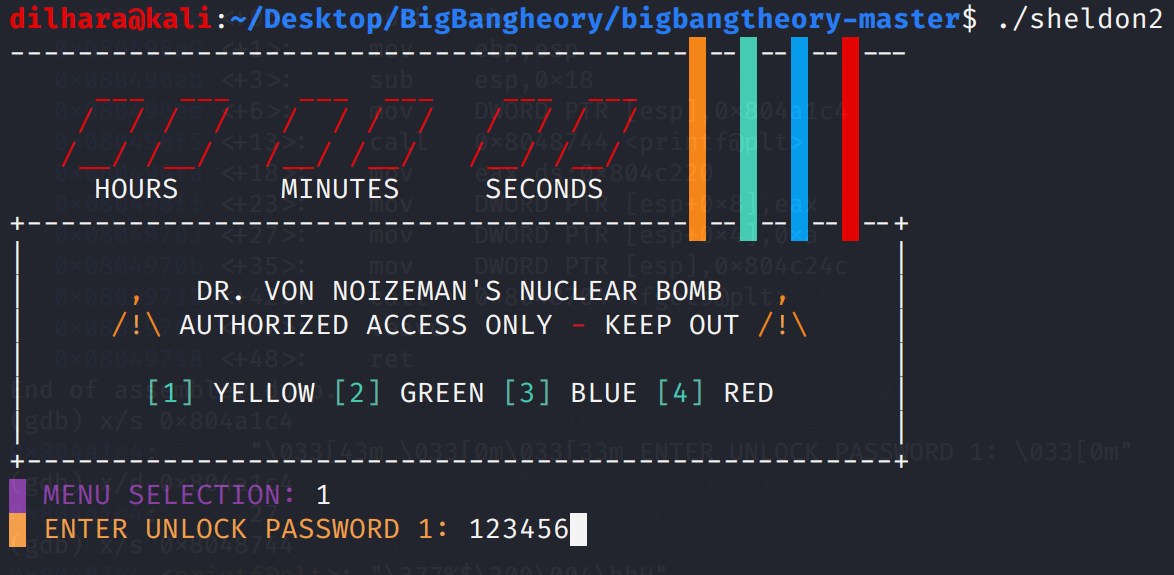 dilhara@kali:~/Desktop/BigBangheory/bigbangtheory-master$ ./sheldon2
HOURS MINUTES SECONDS
, DR. VON NOIZEMAN'S NUCLEAR BOMB ,
/!\ AUTHORIZED ACCESS ONLY - KEEP OUT /!\
[1] YELLOW [2] GREEN [3] BLUE [4] RED
MENU SELECTION: 1
ENTER UNLOCK PASSWORD 1: 123456